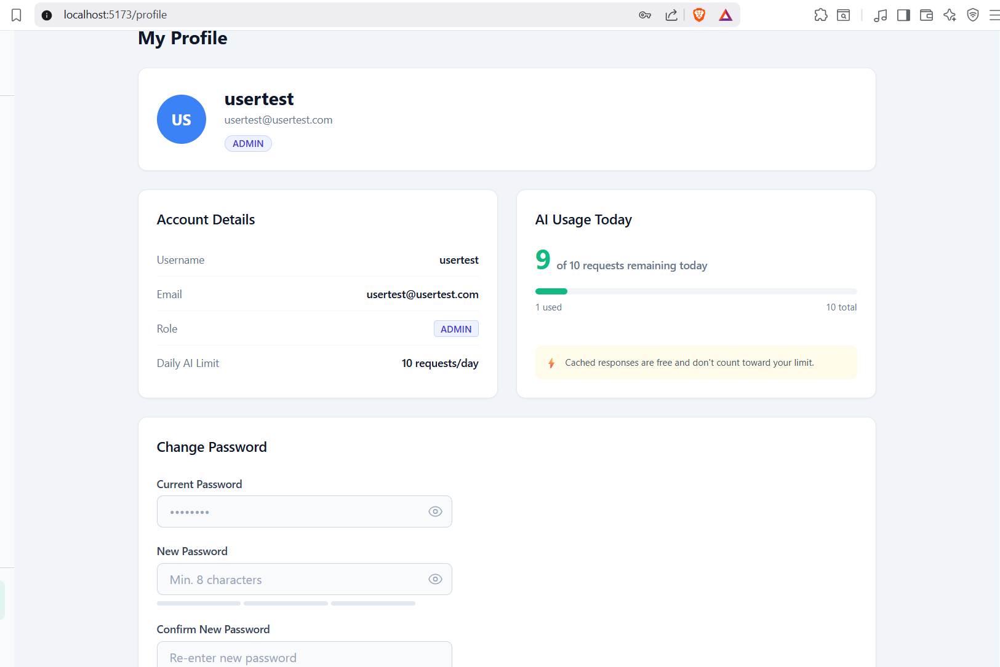 localhost:5173/profile
My Profile
US
usertest
usertest@usertest.com
ADMIN
Account Details
Username usertest
Email usertest@usertest.com
Role ADMIN
Daily AI Limit 10 requests/day
AI Usage Today
9 of 10 requests remaining today
1 used 10 total
Cached responses are free and don't count toward your limit.
Change Password
Current Password
••••••••
New Password
Min. 8 characters
Confirm New Password
Re-enter new password